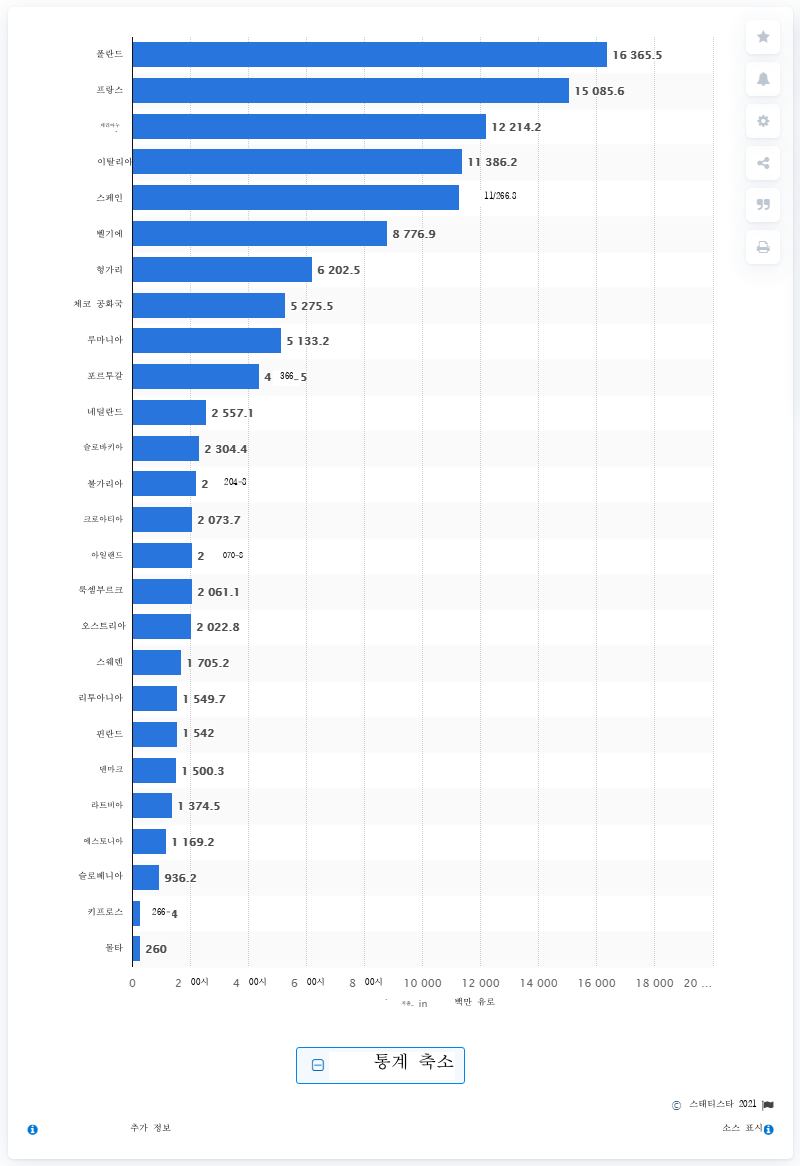 폴란드 16 365.5
프랑스 15 085.6
12 214.2
이탈리아 11 386.2
스페인 11/266.8
벨기에 8 776.9
헝가리 6 202.5
체코 공화국 5 275.5
루마니아 5 133.2
포르투갈 4 366_5
네덜란드 2 557.1
슬로바키아 2 304.4
불가리아 2 204-8
크로아티아 2 073.7
아일랜드 2 070-8
룩셈부르크 2 061.1
오스트리아 2 022.8
스웨덴 1 705.2
리투아니아 1 549.7
핀란드 1 542
덴마크 1 500.3
라트비아 1 374.5
에스토니아 1 169.2
슬로베니아 936.2
키프로스 266-4
몰타 260
0 2 00시 4 00시 6 00시 8 00시 10 000 12 000 14 000 16 000 18 000 20 ...
in 백만 유로
통계 축소
© 스태티스타 2021
추가 정보 소스 표시